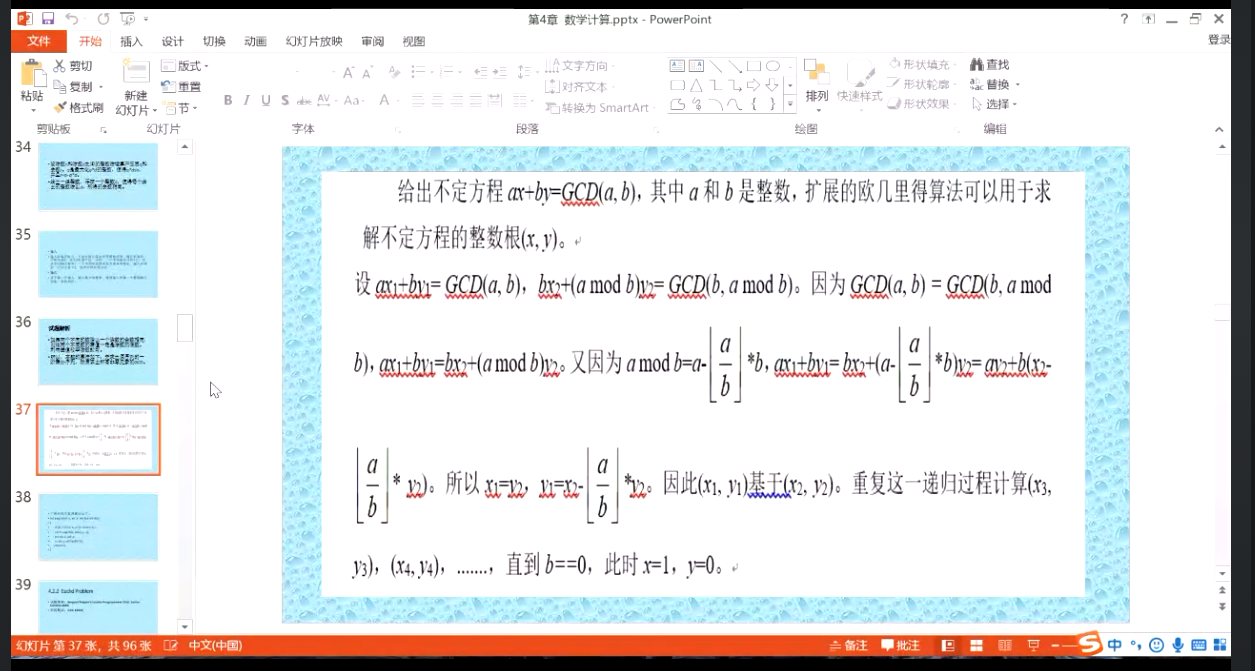 第4章 数学计算.pptx - PowerPoint
文件 开始 插入 设计 切换 动画 幻灯片放映 审阅 视图 登录
剪切 版式 文字方向 形状填充 查找
复制 重置 对齐文本 形状轮廓 替换
粘贴 格式刷 新建 幻灯片 节 B I U S abc AV Aa A 转换为 SmartArt 排列 快速样式 形状效果 选择
剪贴板 幻灯片 字体 段落 绘图 编辑
34
35
36
试题解析
37
38
39
给出不定方程 ax+by=GCD(a, b)，其中 a 和 b 是整数，扩展的欧几里得算法可以用于求
解不定方程的整数根(x, y)。
设 ax1+by1= GCD(a, b)，bx2+(a mod b)y2= GCD(b, a mod b)。因为 GCD(a, b) = GCD(b, a mod
b)，ax1+by1=bx2+(a mod b)y2。又因为 a mod b=a-⌊a/b⌋*b, ax1+by1= bx2+(a-⌊a/b⌋*b)y2= ay2+b(x2-
⌊a/b⌋* y2)。所以 x1=y2，y1=x2-⌊a/b⌋*y2。因此(x1, y1)基于(x2, y2)。重复这一递归过程计算(x3,
y3)，(x4, y4)，.......，直到 b==0，此时 x=1，y=0。
幻灯片 第 37 张，共 96 张 中文(中国) 备注 批注 中